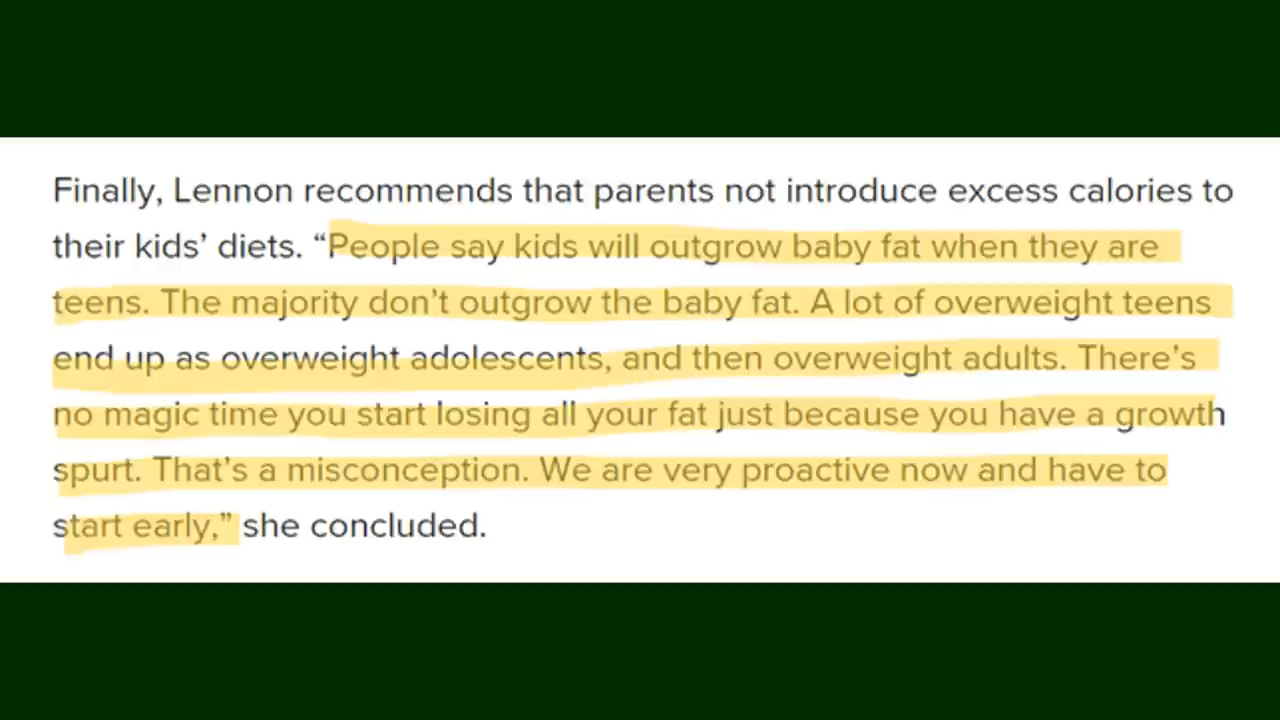 Finally, Lennon recommends that parents not introduce excess calories to
their kids’ diets. “People say kids will outgrow baby fat when they are
teens. The majority don’t outgrow the baby fat. A lot of overweight teens
end up as overweight adolescents, and then overweight adults. There’s
no magic time you start losing all your fat just because you have a growth
spurt. That’s a misconception. We are very proactive now and have to
start early,” she concluded.